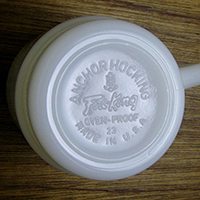 ANCHOR HOCKING
Fire-King
OVEN-PROOF
23
MADE IN U.S.A.